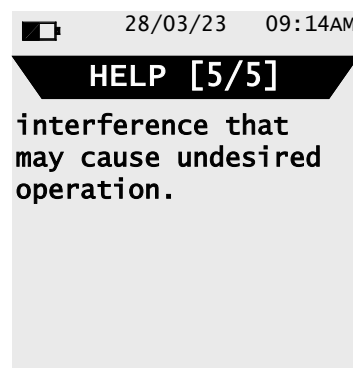 28/03/23 09:14AM
HELP [5/5]
interference that
may cause undesired
operation.